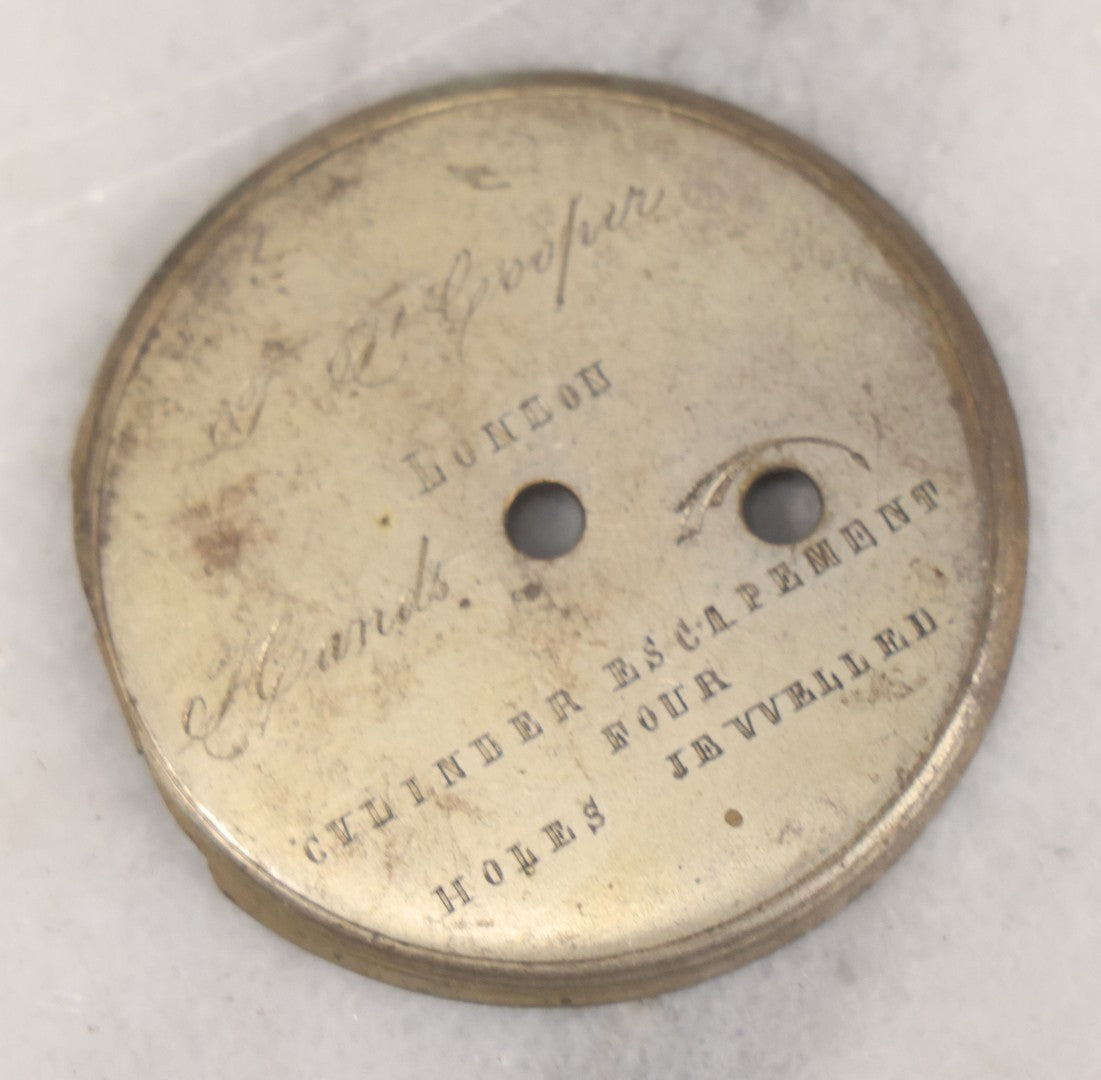 T. Cooper
LONDON
Hands
CYLINDER ESCAPEMENT
FOUR
HOLES JEWELLED